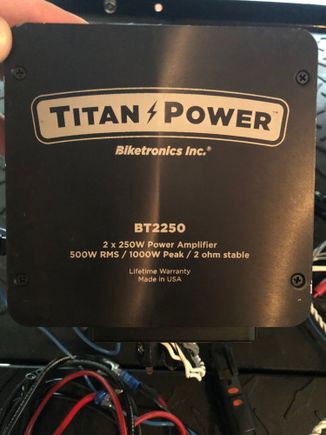 TITAN POWER™
Biketronics Inc.®
BT2250
2 x 250W Power Amplifier
500W RMS / 1000W Peak / 2 ohm stable
Lifetime Warranty
Made in USA